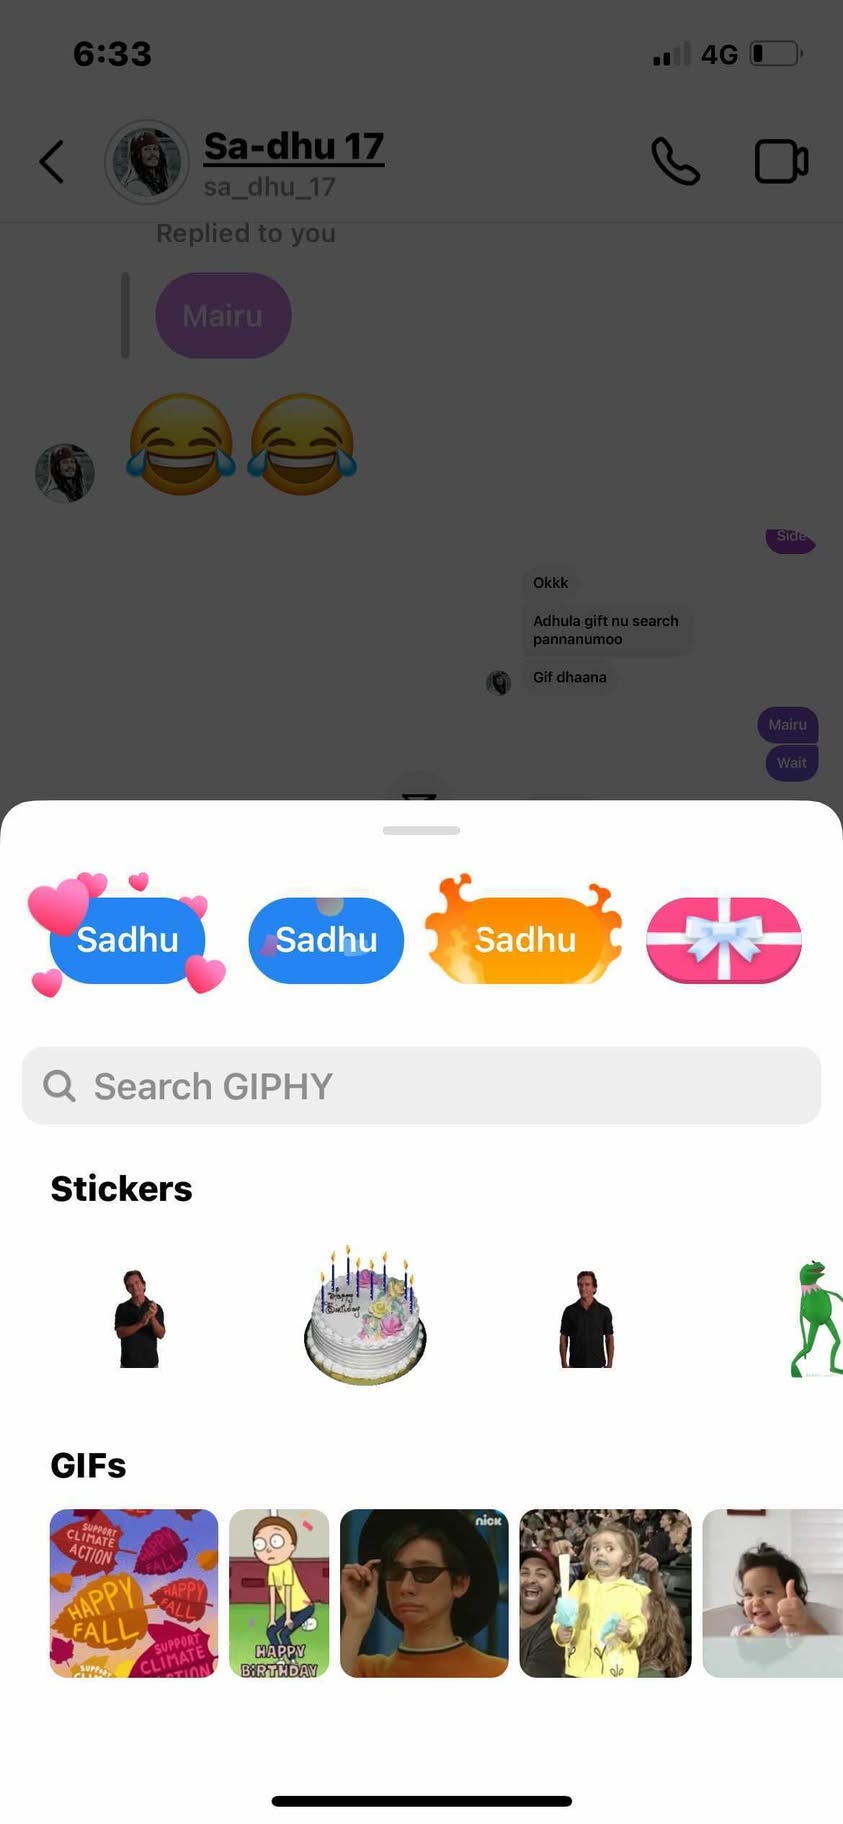 6:33
4G
Sa-dhu 17
sa_dhu_17
Replied to you
Mairu
Side
Okkk
Adhula gift nu search
pannanumoo
Gif dhaana
Mairu
Wait
Sadhu
Sadhu
Sadhu
Search GIPHY
Stickers
Happy
Birthday
GIFs
SUPPORT
CLIMATE
ACTION
HAPPY
FALL
HAPPY
FALL
FALL
SUPPORT
CLIMATE
ACTION
HAPPY
BIRTHDAY
NICK